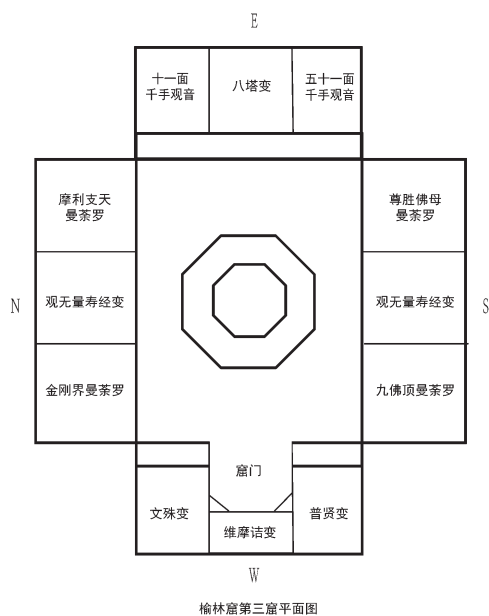 E
十一面
千手观音
八塔变
五十一面
千手观音
摩利支天
曼荼罗
尊胜佛母
曼荼罗
N
观无量寿经变
观无量寿经变
S
金刚界曼荼罗
九佛顶曼荼罗
窟门
文殊变
维摩诘变
普贤变
W
榆林窟第三窟平面图